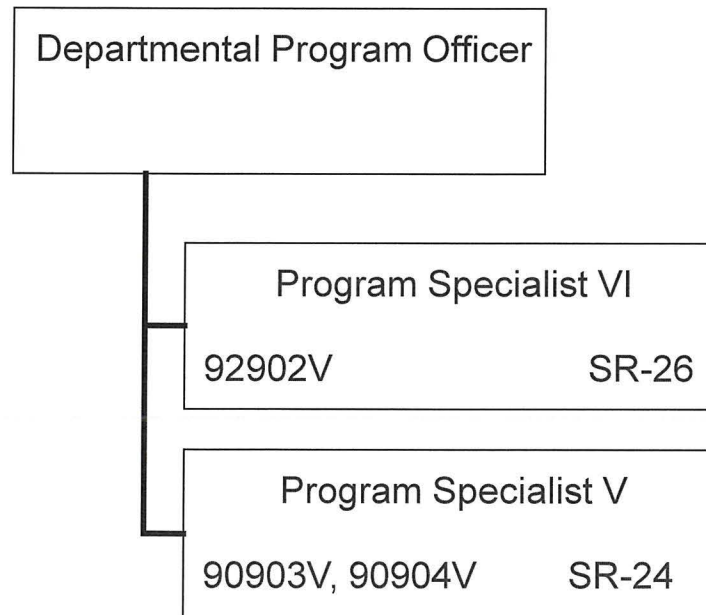 Departmental Program Officer
Program Specialist VI
92902V SR-26
Program Specialist V
90903V, 90904V SR-24